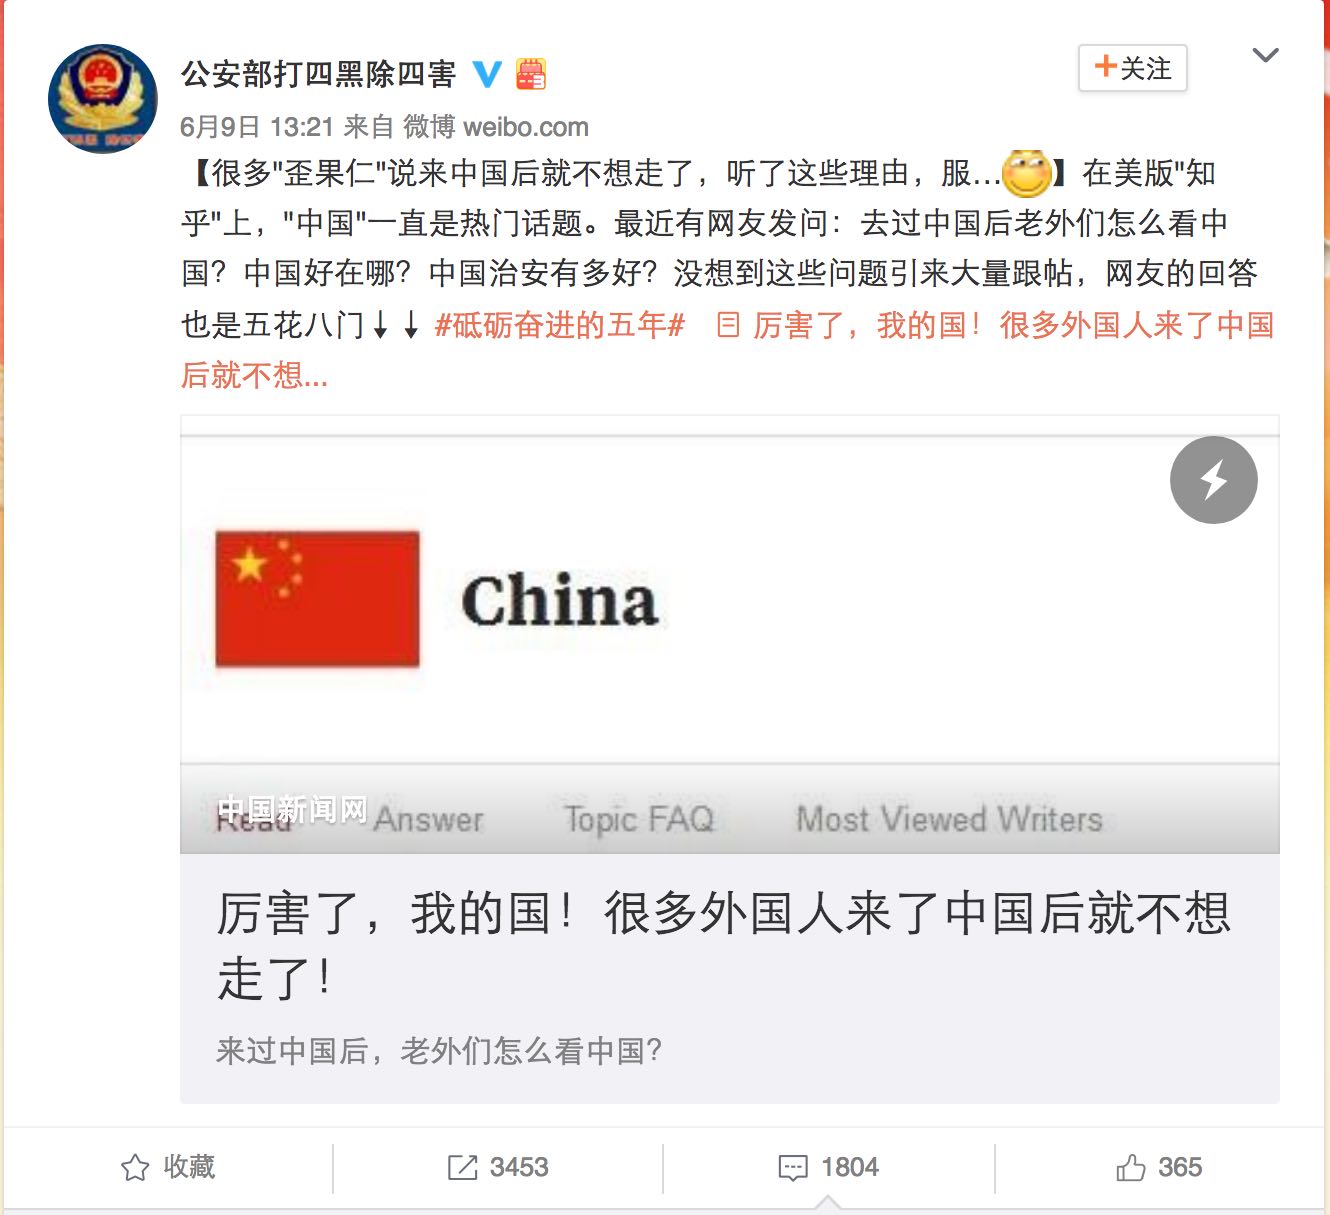 公安部打四黑除四害
+关注
6月9日 13:21 来自 微博 weibo.com
【很多"歪果仁"说来中国后就不想走了，听了这些理由，服...】在美版"知
乎"上，"中国"一直是热门话题。最近有网友发问：去过中国后老外们怎么看中
国？中国好在哪？中国治安有多好？没想到这些问题引来大量跟帖，网友的回答
也是五花八门↓↓ #砥砺奋进的五年# 厉害了，我的国！很多外国人来了中国
后就不想...
China
中国新闻网
Read Answer Topic FAQ Most Viewed Writers
厉害了，我的国！很多外国人来了中国后就不想
走了！
来过中国后，老外们怎么看中国？
收藏 3453 1804 365